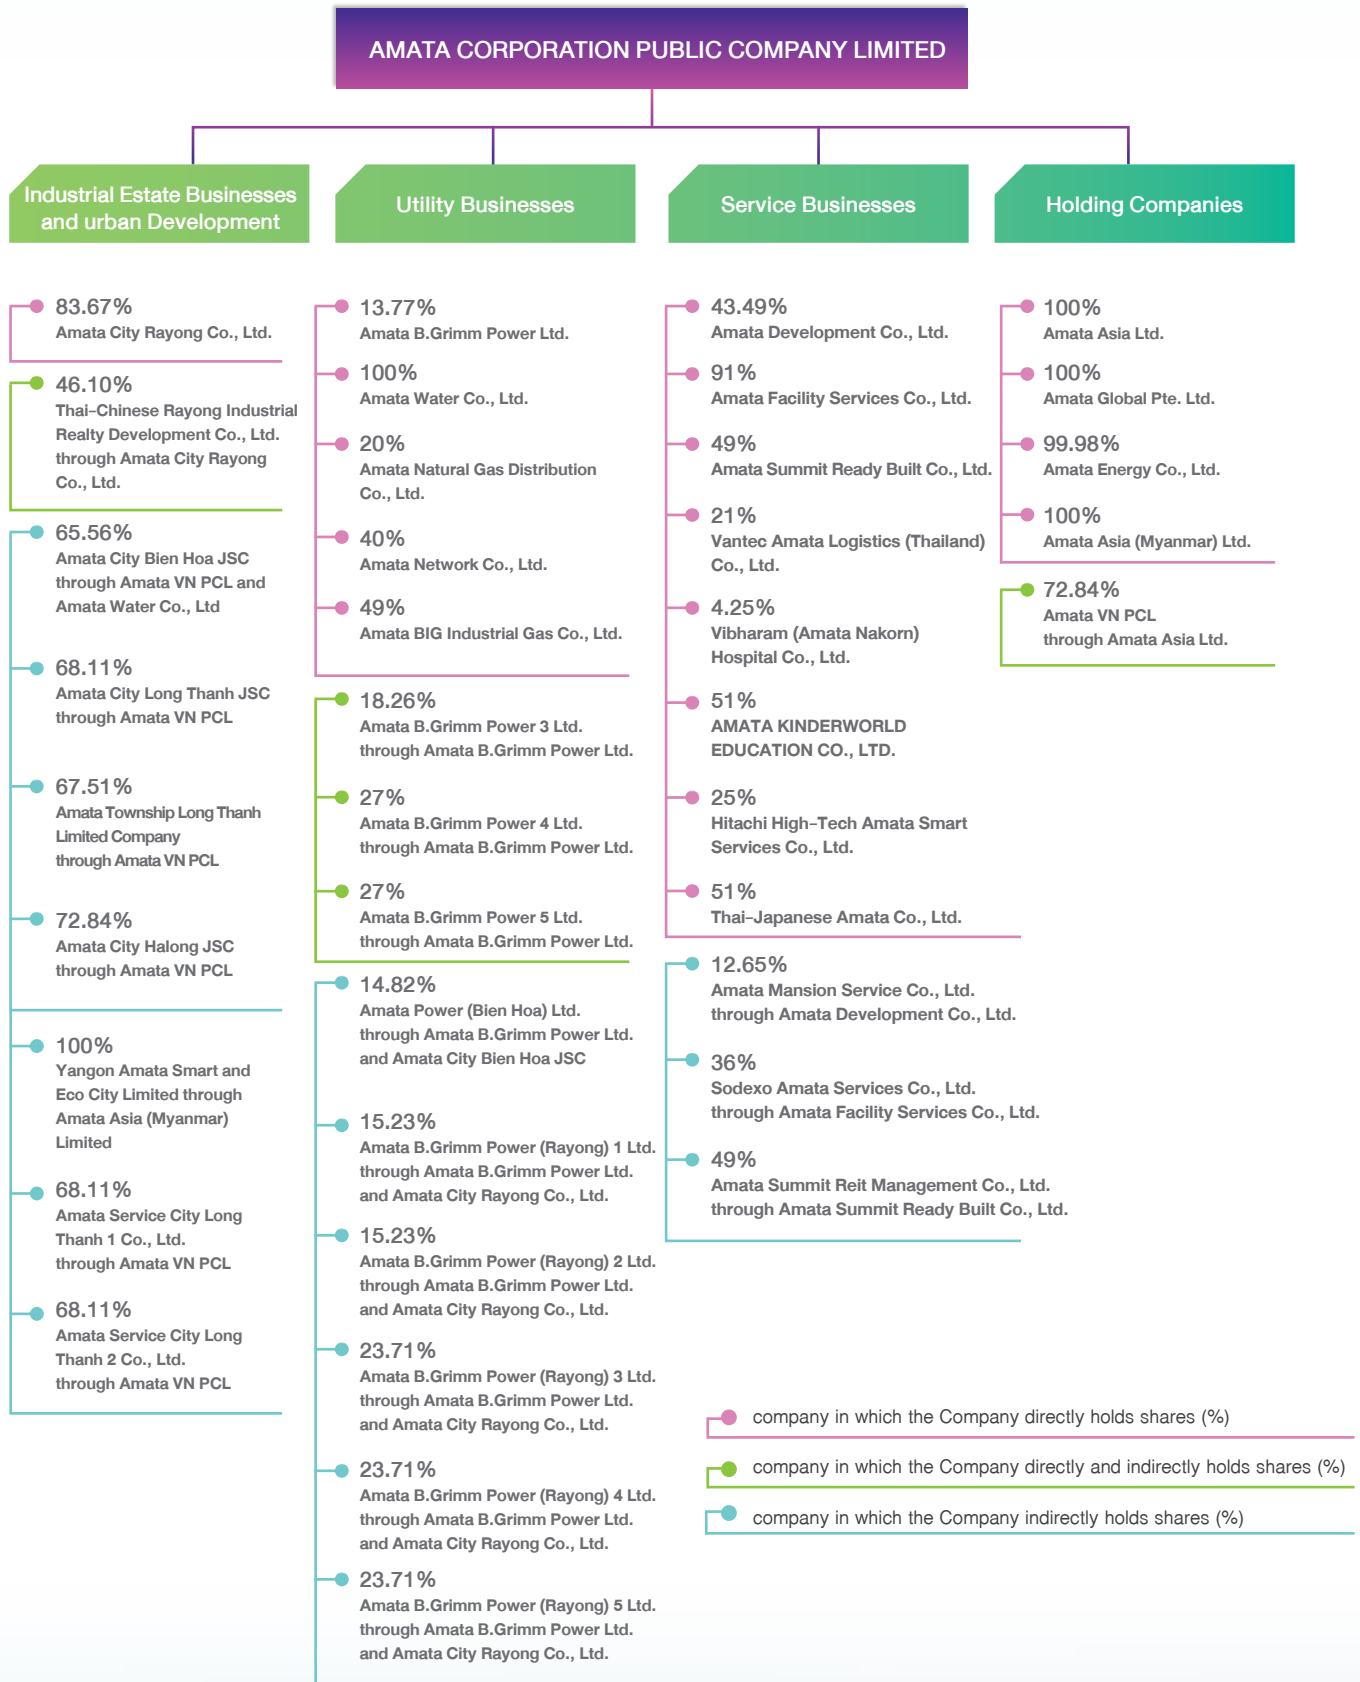 AMATA CORPORATION PUBLIC COMPANY LIMITED
Industrial Estate Businesses
and urban Development
83.67%
Amata City Rayong Co., Ltd.
46.10%
Thai-Chinese Rayong Industrial
Realty Development Co., Ltd.
through Amata City Rayong
Co., Ltd.
65.56%
Amata City Bien Hoa JSC
through Amata VN PCL and
Amata Water Co., Ltd
68.11%
Amata City Long Thanh JSC
through Amata VN PCL
67.51%
Amata Township Long Thanh
Limited Company
through Amata VN PCL
72.84%
Amata City Halong JSC
through Amata VN PCL
100%
Yangon Amata Smart and
Eco City Limited through
Amata Asia (Myanmar)
Limited
68.11%
Amata Service City Long
Thanh 1 Co., Ltd.
through Amata VN PCL
68.11%
Amata Service City Long
Thanh 2 Co., Ltd.
through Amata VN PCL
Utility Businesses
13.77%
Amata B.Grimm Power Ltd.
100%
Amata Water Co., Ltd.
20%
Amata Natural Gas Distribution
Co., Ltd.
40%
Amata Network Co., Ltd.
49%
Amata BIG Industrial Gas Co., Ltd.
18.26%
Amata B.Grimm Power 3 Ltd.
through Amata B.Grimm Power Ltd.
27%
Amata B.Grimm Power 4 Ltd.
through Amata B.Grimm Power Ltd.
27%
Amata B.Grimm Power 5 Ltd.
through Amata B.Grimm Power Ltd.
14.82%
Amata Power (Bien Hoa) Ltd.
through Amata B.Grimm Power Ltd.
and Amata City Bien Hoa JSC
15.23%
Amata B.Grimm Power (Rayong) 1 Ltd.
through Amata B.Grimm Power Ltd.
and Amata City Rayong Co., Ltd.
15.23%
Amata B.Grimm Power (Rayong) 2 Ltd.
through Amata B.Grimm Power Ltd.
and Amata City Rayong Co., Ltd.
23.71%
Amata B.Grimm Power (Rayong) 3 Ltd.
through Amata B.Grimm Power Ltd.
and Amata City Rayong Co., Ltd.
23.71%
Amata B.Grimm Power (Rayong) 4 Ltd.
through Amata B.Grimm Power Ltd.
and Amata City Rayong Co., Ltd.
23.71%
Amata B.Grimm Power (Rayong) 5 Ltd.
through Amata B.Grimm Power Ltd.
and Amata City Rayong Co., Ltd.
Service Businesses
43.49%
Amata Development Co., Ltd.
91%
Amata Facility Services Co., Ltd.
49%
Amata Summit Ready Built Co., Ltd.
21%
Vantec Amata Logistics (Thailand)
Co., Ltd.
4.25%
Vibharam (Amata Nakorn)
Hospital Co., Ltd.
51%
AMATA KINDERWORLD
EDUCATION CO., LTD.
25%
Hitachi High-Tech Amata Smart
Services Co., Ltd.
51%
Thai-Japanese Amata Co., Ltd.
12.65%
Amata Mansion Service Co., Ltd.
through Amata Development Co., Ltd.
36%
Sodexo Amata Services Co., Ltd.
through Amata Facility Services Co., Ltd.
49%
Amata Summit Reit Management Co., Ltd.
through Amata Summit Ready Built Co., Ltd.
Holding Companies
100%
Amata Asia Ltd.
100%
Amata Global Pte. Ltd.
99.98%
Amata Energy Co., Ltd.
100%
Amata Asia (Myanmar) Ltd.
72.84%
Amata VN PCL
through Amata Asia Ltd.
company in which the Company directly holds shares (%)
company in which the Company directly and indirectly holds shares (%)
company in which the Company indirectly holds shares (%)